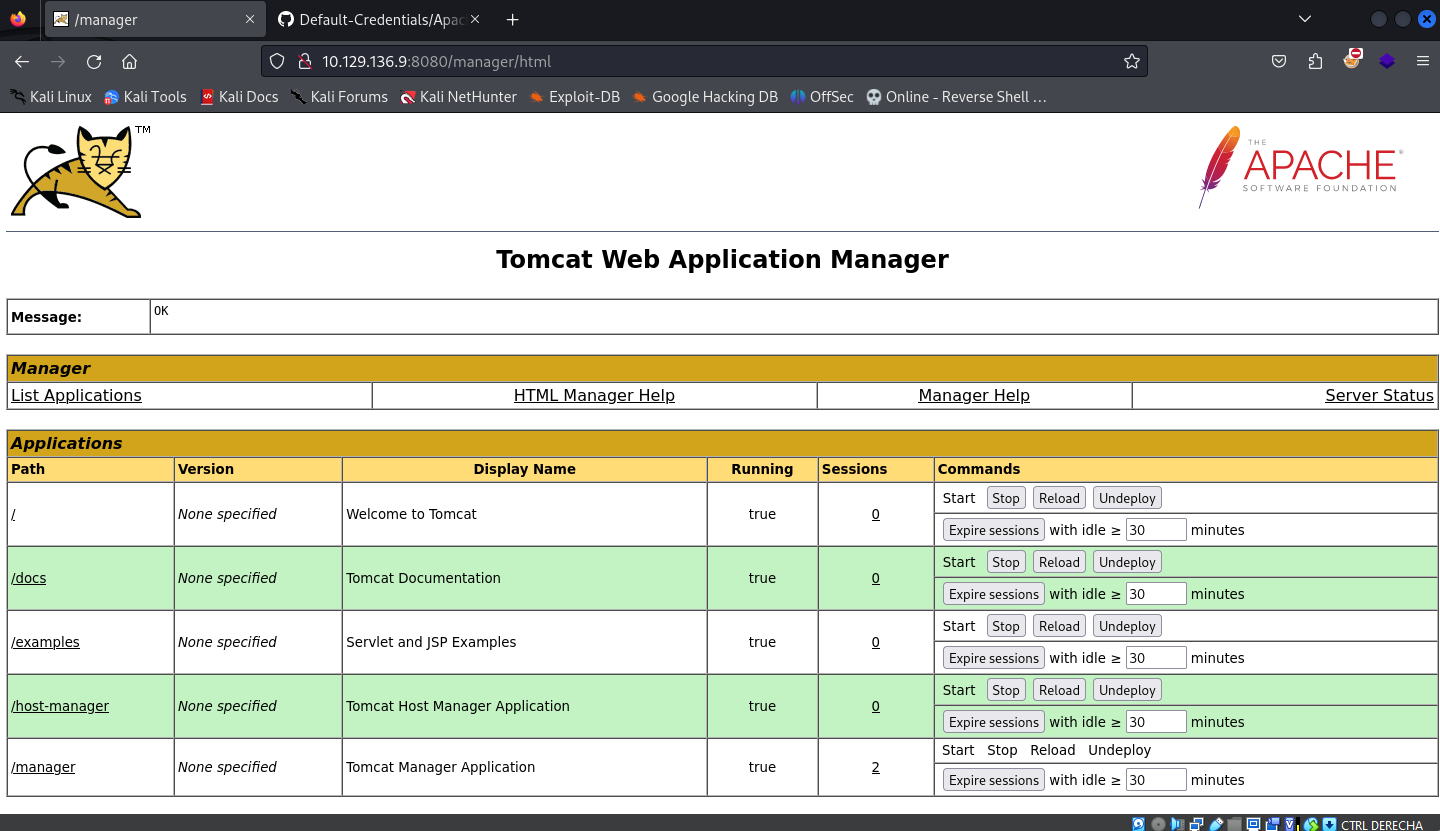 /manager
Default-Credentials/Apac
10.129.136.9:8080/manager/html
Kali Linux Kali Tools Kali Docs Kali Forums Kali NetHunter Exploit-DB Google Hacking DB OffSec Online - Reverse Shell …
TM
THE
APACHE®
SOFTWARE FOUNDATION
Tomcat Web Application Manager
Message: OK
Manager
List Applications HTML Manager Help Manager Help Server Status
Applications
Path Version Display Name Running Sessions Commands
/ None specified Welcome to Tomcat true 0 Start Stop Reload Undeploy
Expire sessions with idle ≥ 30 minutes
/docs None specified Tomcat Documentation true 0 Start Stop Reload Undeploy
Expire sessions with idle ≥ 30 minutes
/examples None specified Servlet and JSP Examples true 0 Start Stop Reload Undeploy
Expire sessions with idle ≥ 30 minutes
/host-manager None specified Tomcat Host Manager Application true 0 Start Stop Reload Undeploy
Expire sessions with idle ≥ 30 minutes
/manager None specified Tomcat Manager Application true 2 Start Stop Reload Undeploy
Expire sessions with idle ≥ 30 minutes
CTRL DERECHA